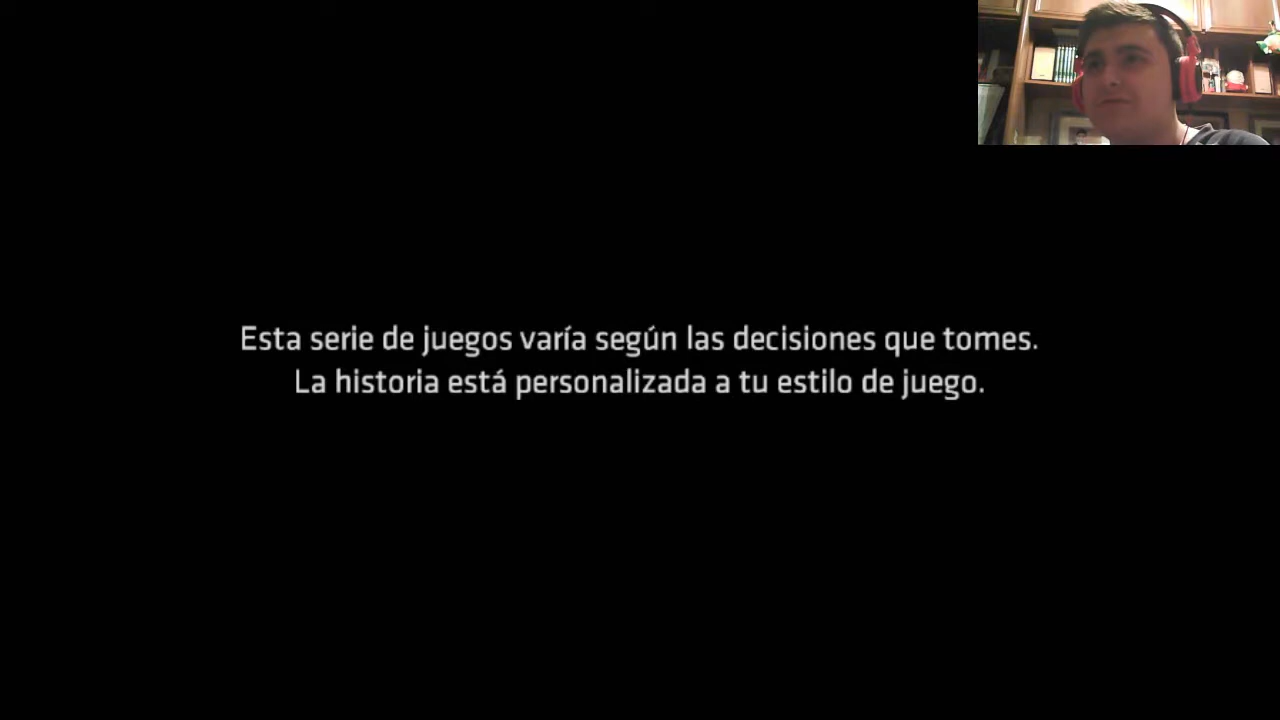 Esta serie de juegos varía según las decisiones que tomes.
La historia está personalizada a tu estilo de juego.